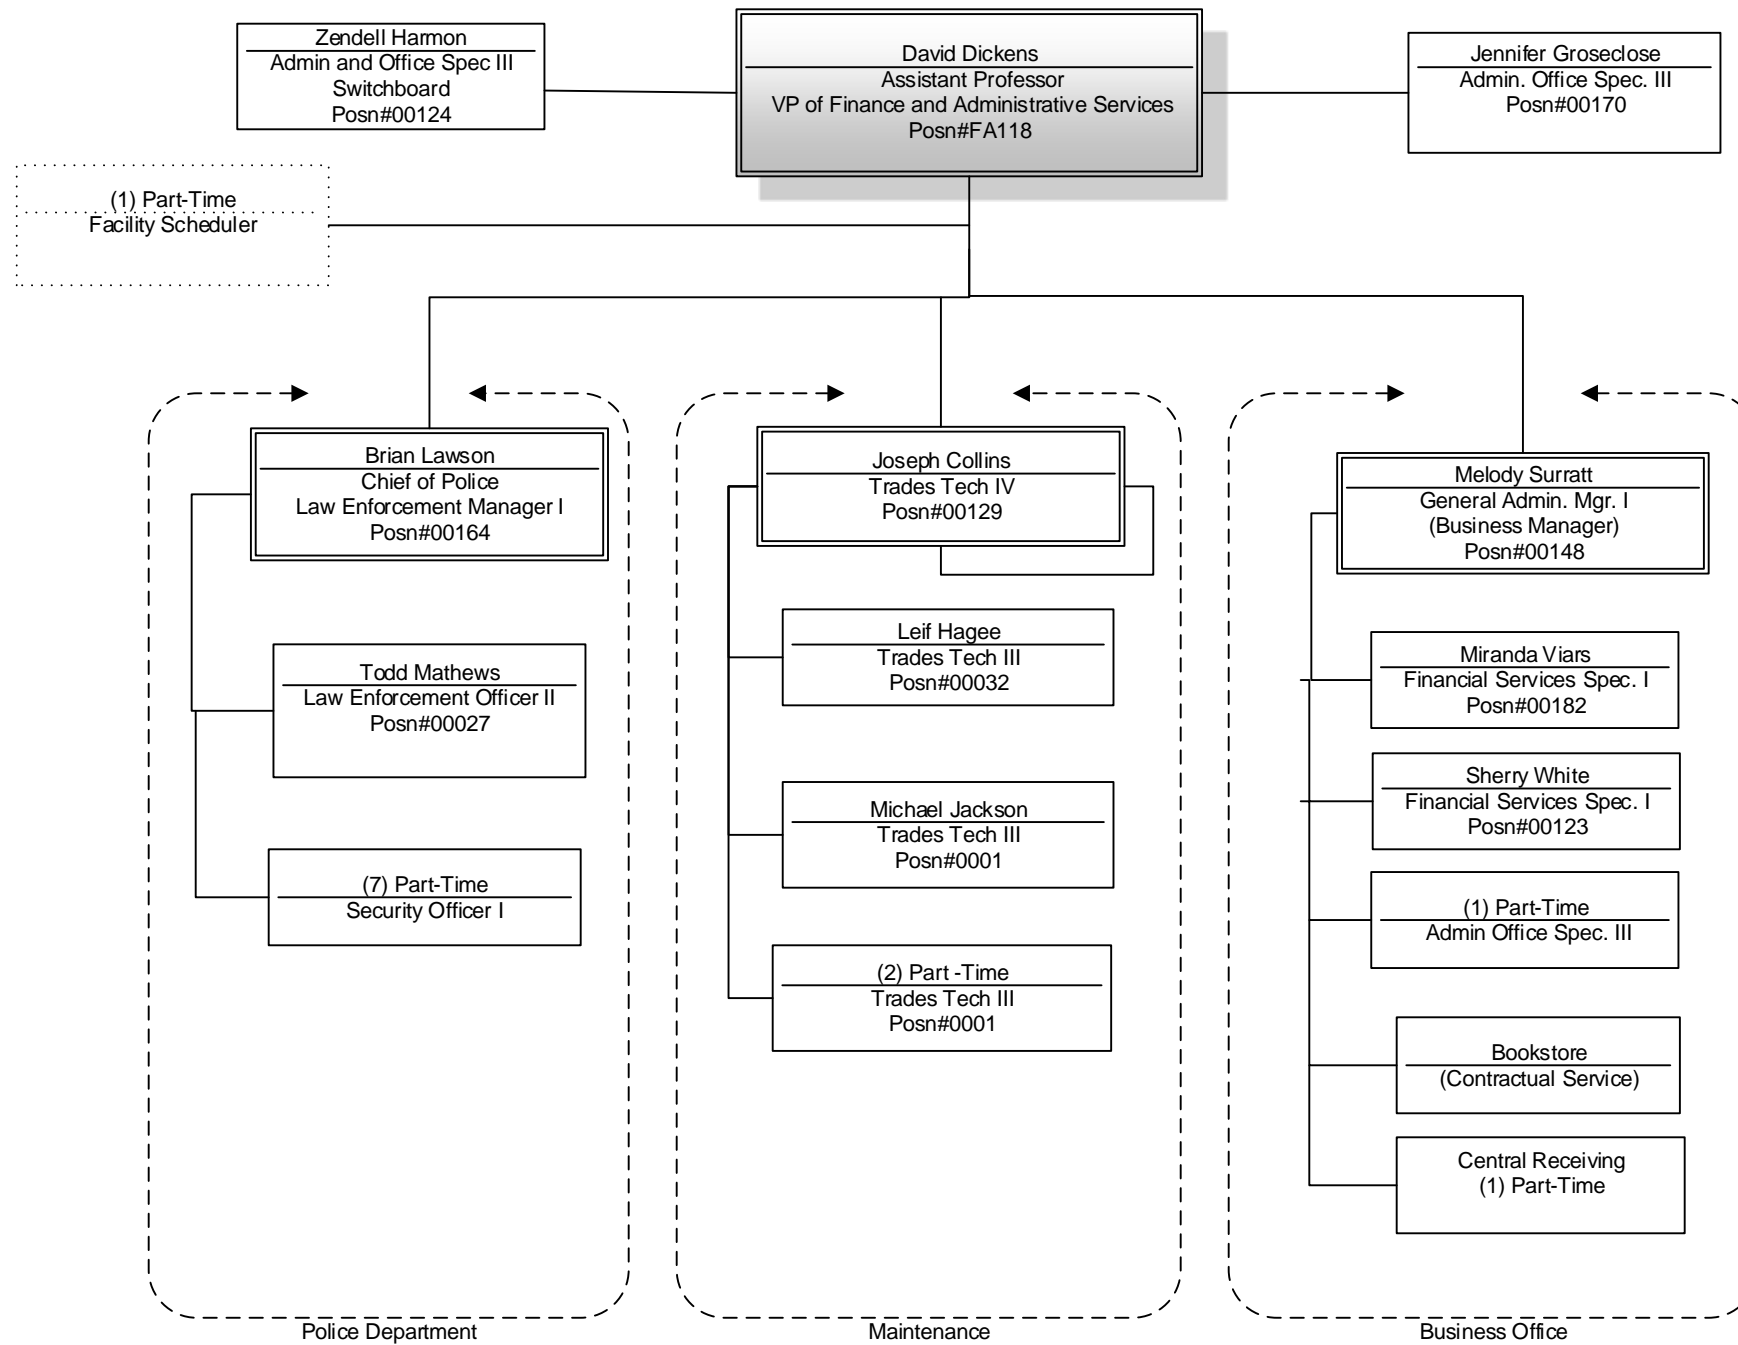 Zendell Harmon
Admin and Office Spec III
Switchboard
Posn#00124
David Dickens
Assistant Professor
VP of Finance and Administrative Services
Posn#FA118
Jennifer Groseclose
Admin. Office Spec. III
Posn#00170
(1) Part-Time
Facility Scheduler
Brian Lawson
Chief of Police
Law Enforcement Manager I
Posn#00164
Todd Mathews
Law Enforcement Officer II
Posn#00027
(7) Part-Time
Security Officer I
Police Department
Joseph Collins
Trades Tech IV
Posn#00129
Leif Hagee
Trades Tech III
Posn#00032
Michael Jackson
Trades Tech III
Posn#0001
(2) Part -Time
Trades Tech III
Posn#0001
Maintenance
Melody Surratt
General Admin. Mgr. I
(Business Manager)
Posn#00148
Miranda Viars
Financial Services Spec. I
Posn#00182
Sherry White
Financial Services Spec. I
Posn#00123
(1) Part-Time
Admin Office Spec. III
Bookstore
(Contractual Service)
Central Receiving
(1) Part-Time
Business Office